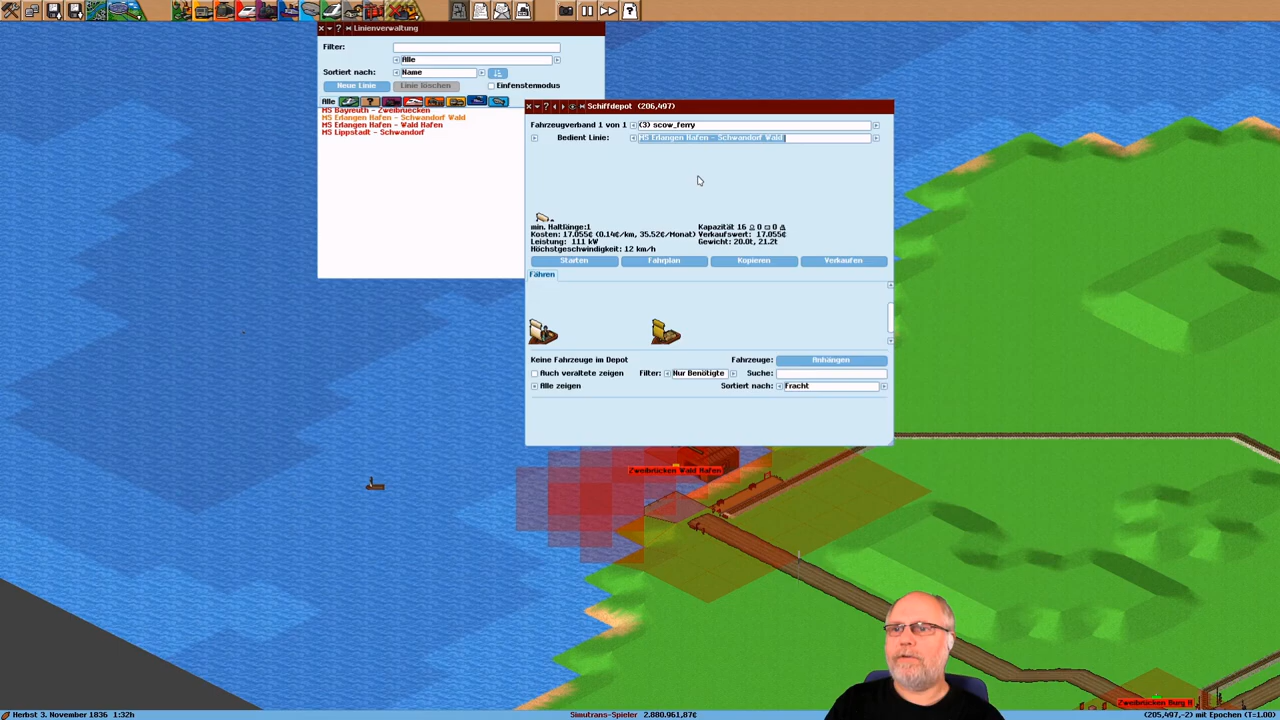 Linienverwaltung
Filter:
Alle
Sortiert nach: Name
Neue Linie Linie löschen Einfenstermodus
Alle
MS Bayreuth - Zweibruecken
MS Erlangen Hafen - Schwandorf Wald
MS Erlangen Hafen - Wald Hafen
MS Lippstadt - Schwandorf
Schiffdepot (206,497)
Fahrzeugverband 1 von 1 (3) scow_ferry
Bedient Linie: MS Erlangen Hafen - Schwandorf Wald
min. Haltlänge:1 Kapazität 16 0 0
Kosten: 17.055¢ (0.14¢/km, 35.52¢/Monat) Verkaufswert: 17.055¢
Leistung: 111 kW Gewicht: 20.0t, 21.2t
Höchstgeschwindigkeit: 12 km/h
Starten Fahrplan Kopieren Verkaufen
Fähren
Keine Fahrzeuge im Depot Fahrzeuge: Anhängen
Auch veraltete zeigen Filter: Nur Benötigte Suche:
Alle zeigen Sortiert nach: Fracht
Zweibrücken Wald Hafen
Zweibrücken Burg H
Herbst 3. November 1836 1:32h Simutrans-Spieler 2.880.961,87¢ (205,497,-2) mit Epochen (T=1.00)